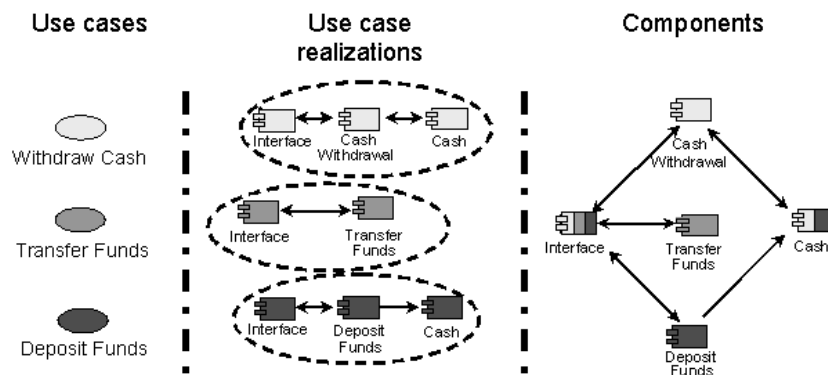 Use cases
Use case
realizations
Components
Withdraw Cash
Transfer Funds
Deposit Funds
Interface
Cash
Withdrawal
Cash
Interface
Transfer
Funds
Interface
Deposit
Funds
Cash
Cash
Withdrawal
Interface
Transfer
Funds
Cash
Deposit
Funds